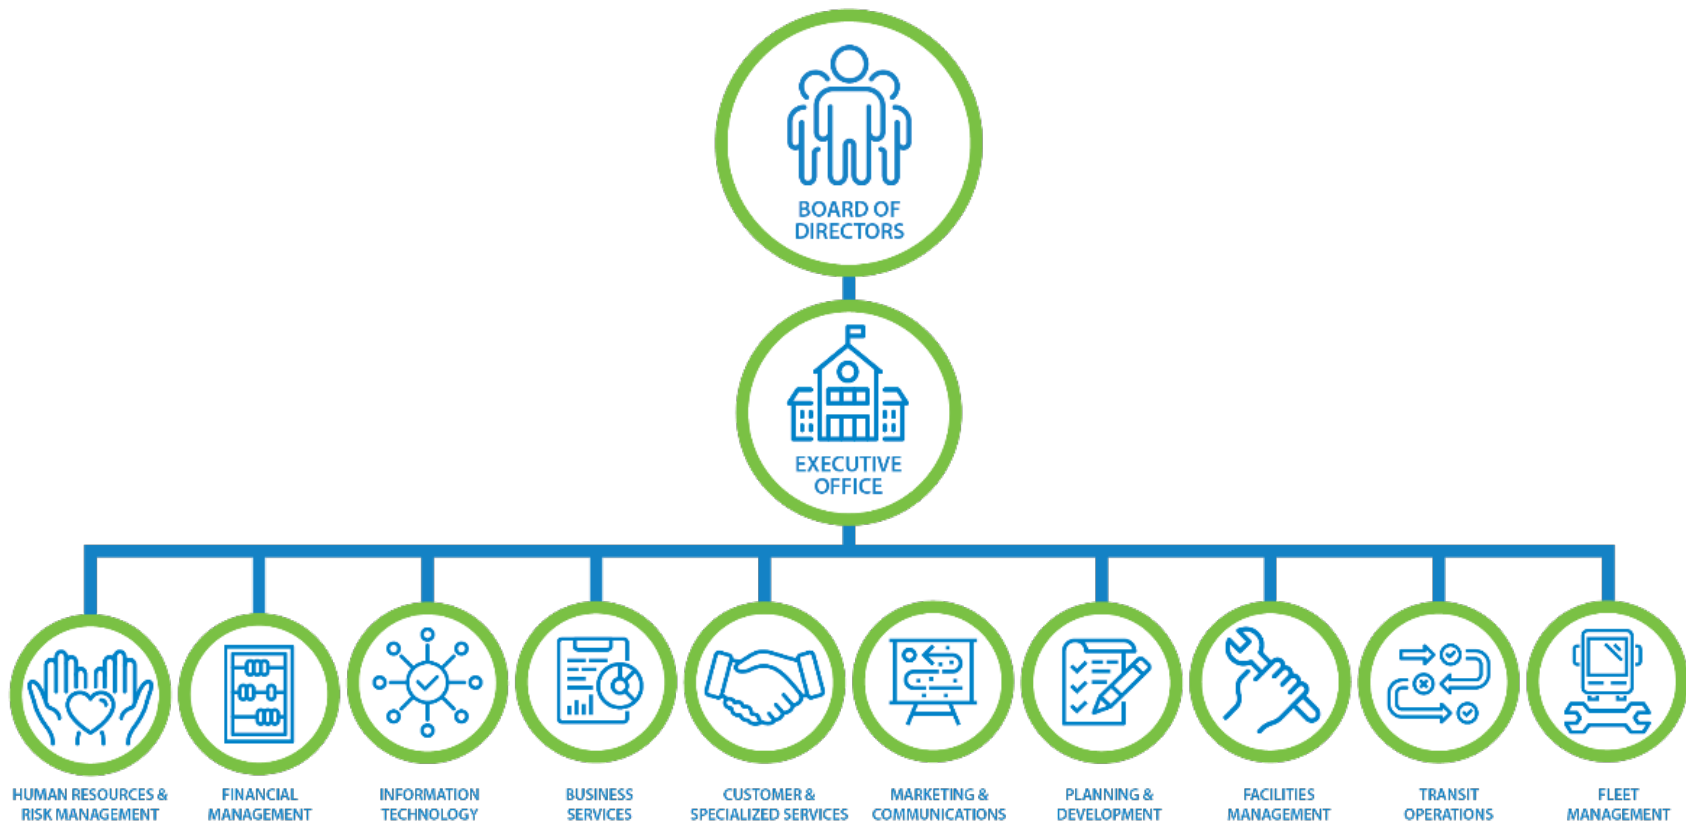 BOARD OF
DIRECTORS
EXECUTIVE
OFFICE
HUMAN RESOURCES &
RISK MANAGEMENT
FINANCIAL
MANAGEMENT
INFORMATION
TECHNOLOGY
BUSINESS
SERVICES
CUSTOMER &
SPECIALIZED SERVICES
MARKETING &
COMMUNICATIONS
PLANNING &
DEVELOPMENT
FACILITIES
MANAGEMENT
TRANSIT
OPERATIONS
FLEET
MANAGEMENT